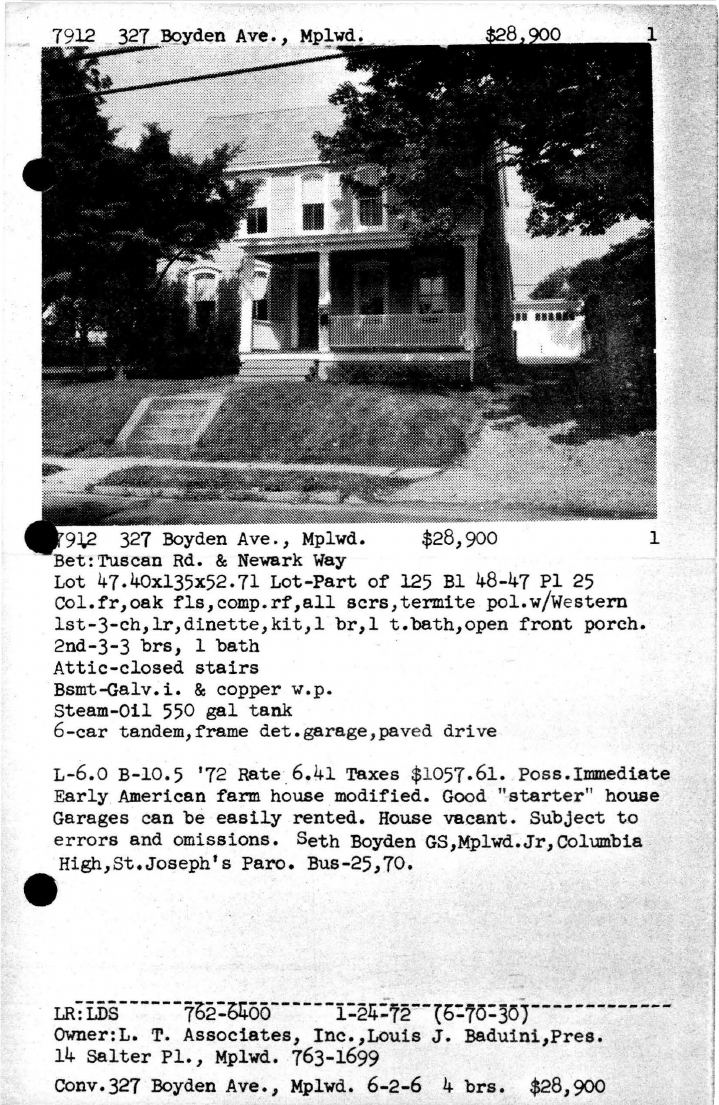 7912 327 Boyden Ave., Mplwd. $28,900 1
7912 327 Boyden Ave., Mplwd. $28,900 1
Bet:Tuscan Rd. & Newark Way
Lot 47.40x135x52.71 Lot-Part of 125 Bl 48-47 Pl 25
Col.fr,oak fls,comp.rf,all scrs,termite pol.w/Western
1st-3-ch,lr,dinette,kit,1 br,1 t.bath,open front porch.
2nd-3-3 brs, 1 bath
Attic-closed stairs
Bsmt-Galv.i. & copper w.p.
Steam-Oil 550 gal tank
6-car tandem,frame det.garage,paved drive
L-6.0 B-10.5 '72 Rate 6.41 Taxes $1057.61. Poss.Immediate
Early American farm house modified. Good "starter" house
Garages can be easily rented. House vacant. Subject to
errors and omissions. Seth Boyden GS,Mplwd.Jr,Columbia
High,St.Joseph's Paro. Bus-25,70.
LR:LDS 762-6400 1-24-72 (6-70-30)
Owner:L. T. Associates, Inc.,Louis J. Baduini,Pres.
14 Salter Pl., Mplwd. 763-1699
Conv.327 Boyden Ave., Mplwd. 6-2-6 4 brs. $28,900